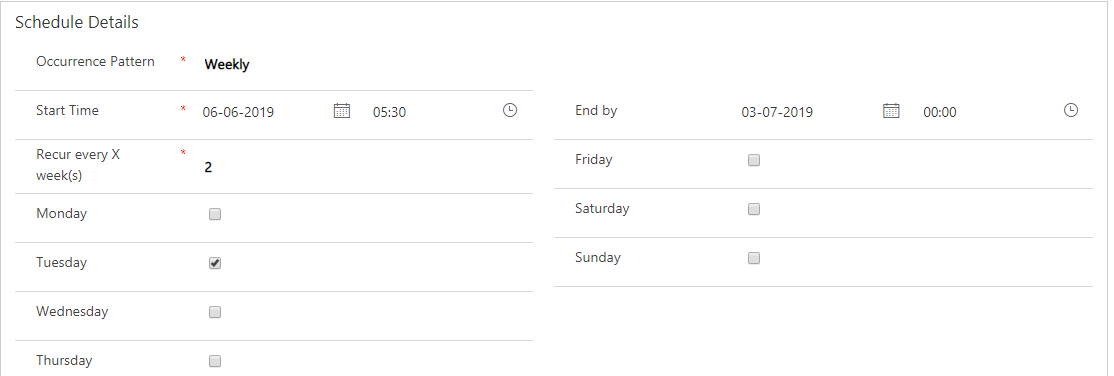 Schedule Details
Occurrence Pattern * Weekly
Start Time * 06-06-2019 05:30
End by 03-07-2019 00:00
Recur every X
week(s) * 2
Friday
Monday
Saturday
Tuesday
Sunday
Wednesday
Thursday